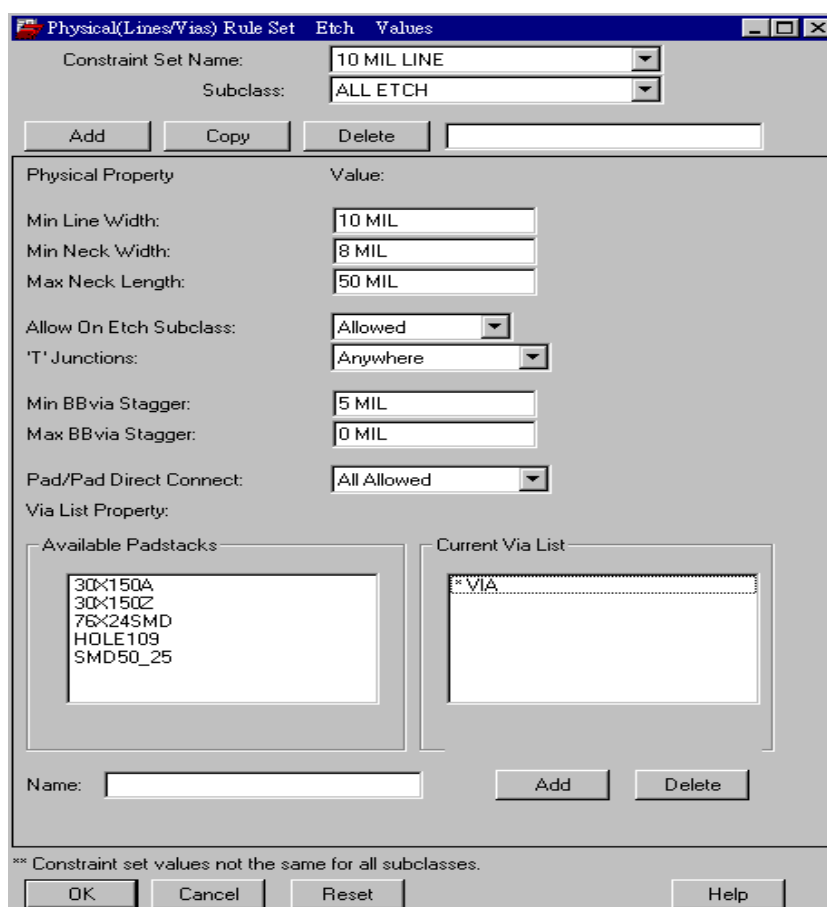 Physical(Lines/Vias) Rule Set Etch Values
Constraint Set Name: 10 MIL LINE
Subclass: ALL ETCH
Add Copy Delete
Physical Property Value:
Min Line Width: 10 MIL
Min Neck Width: 8 MIL
Max Neck Length: 50 MIL
Allow On Etch Subclass: Allowed
'T' Junctions: Anywhere
Min BBvia Stagger: 5 MIL
Max BBvia Stagger: 0 MIL
Pad/Pad Direct Connect: All Allowed
Via List Property:
Available Padstacks
30X150A
30X150Z
76X24SMD
HOLE109
SMD50_25
Current Via List
* VIA
Name: Add Delete
** Constraint set values not the same for all subclasses.
OK Cancel Reset Help